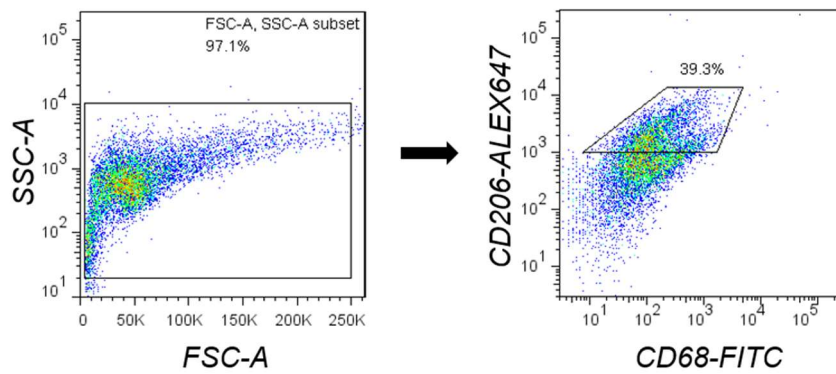 FSC-A, SSC-A subset
97.1%
10^5
10^4
10^3
10^2
10^1
SSC-A
0 50K 100K 150K 200K 250K
FSC-A
39.3%
10^5
10^4
10^3
10^2
10^1
CD206-ALEX647
10^1 10^2 10^3 10^4 10^5
CD68-FITC